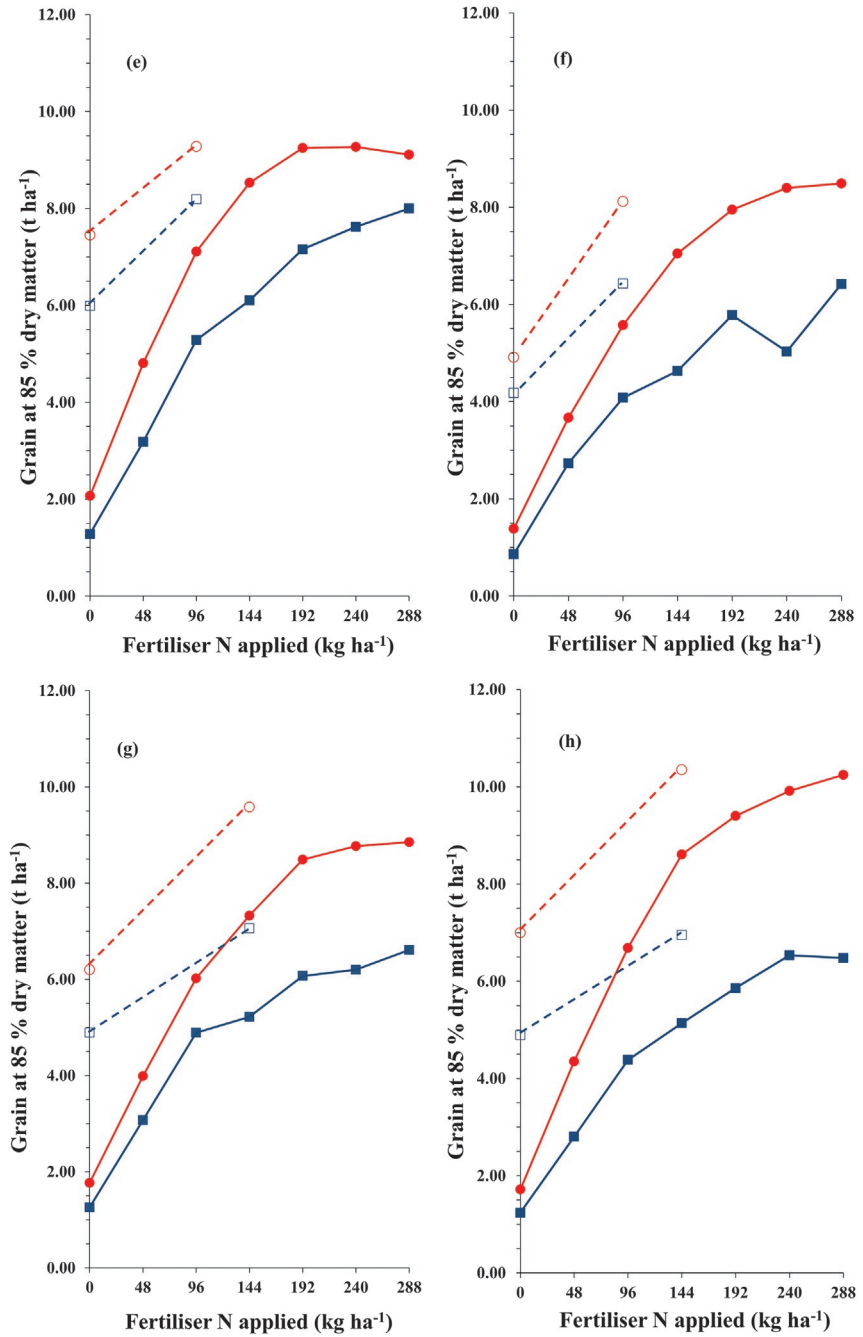 12.00
10.00
8.00
6.00
4.00
2.00
0.00
(e)
Grain at 85 % dry matter (t ha⁻¹)
0 48 96 144 192 240 288
Fertiliser N applied (kg ha⁻¹)
12.00
10.00
8.00
6.00
4.00
2.00
0.00
(f)
Grain at 85 % dry matter (t ha⁻¹)
0 48 96 144 192 240 288
Fertiliser N applied (kg ha⁻¹)
12.00
10.00
8.00
6.00
4.00
2.00
0.00
(g)
Grain at 85 % dry matter (t ha⁻¹)
0 48 96 144 192 240 288
Fertiliser N applied (kg ha⁻¹)
12.00
10.00
8.00
6.00
4.00
2.00
0.00
(h)
Grain at 85 % dry matter (t ha⁻¹)
0 48 96 144 192 240 288
Fertiliser N applied (kg ha⁻¹)